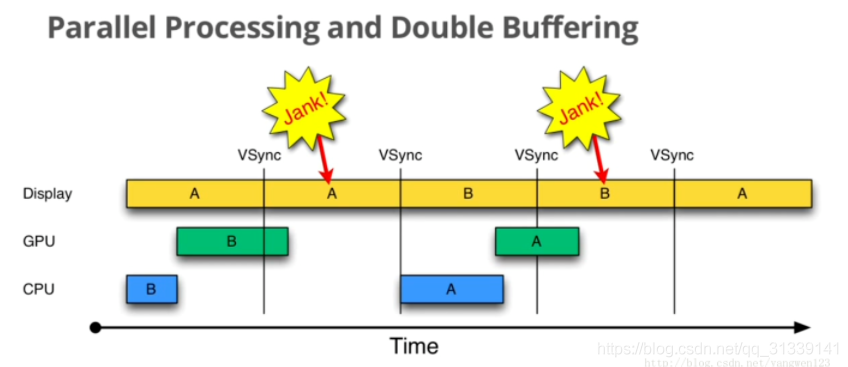 Parallel Processing and Double Buffering
Jank!
Jank!
VSync
VSync
VSync
VSync
Display
A
A
B
B
A
GPU
B
A
CPU
B
A
Time
https://blog.csdn.net/qq_31339141
http://blog.csdn.net/yangwen123